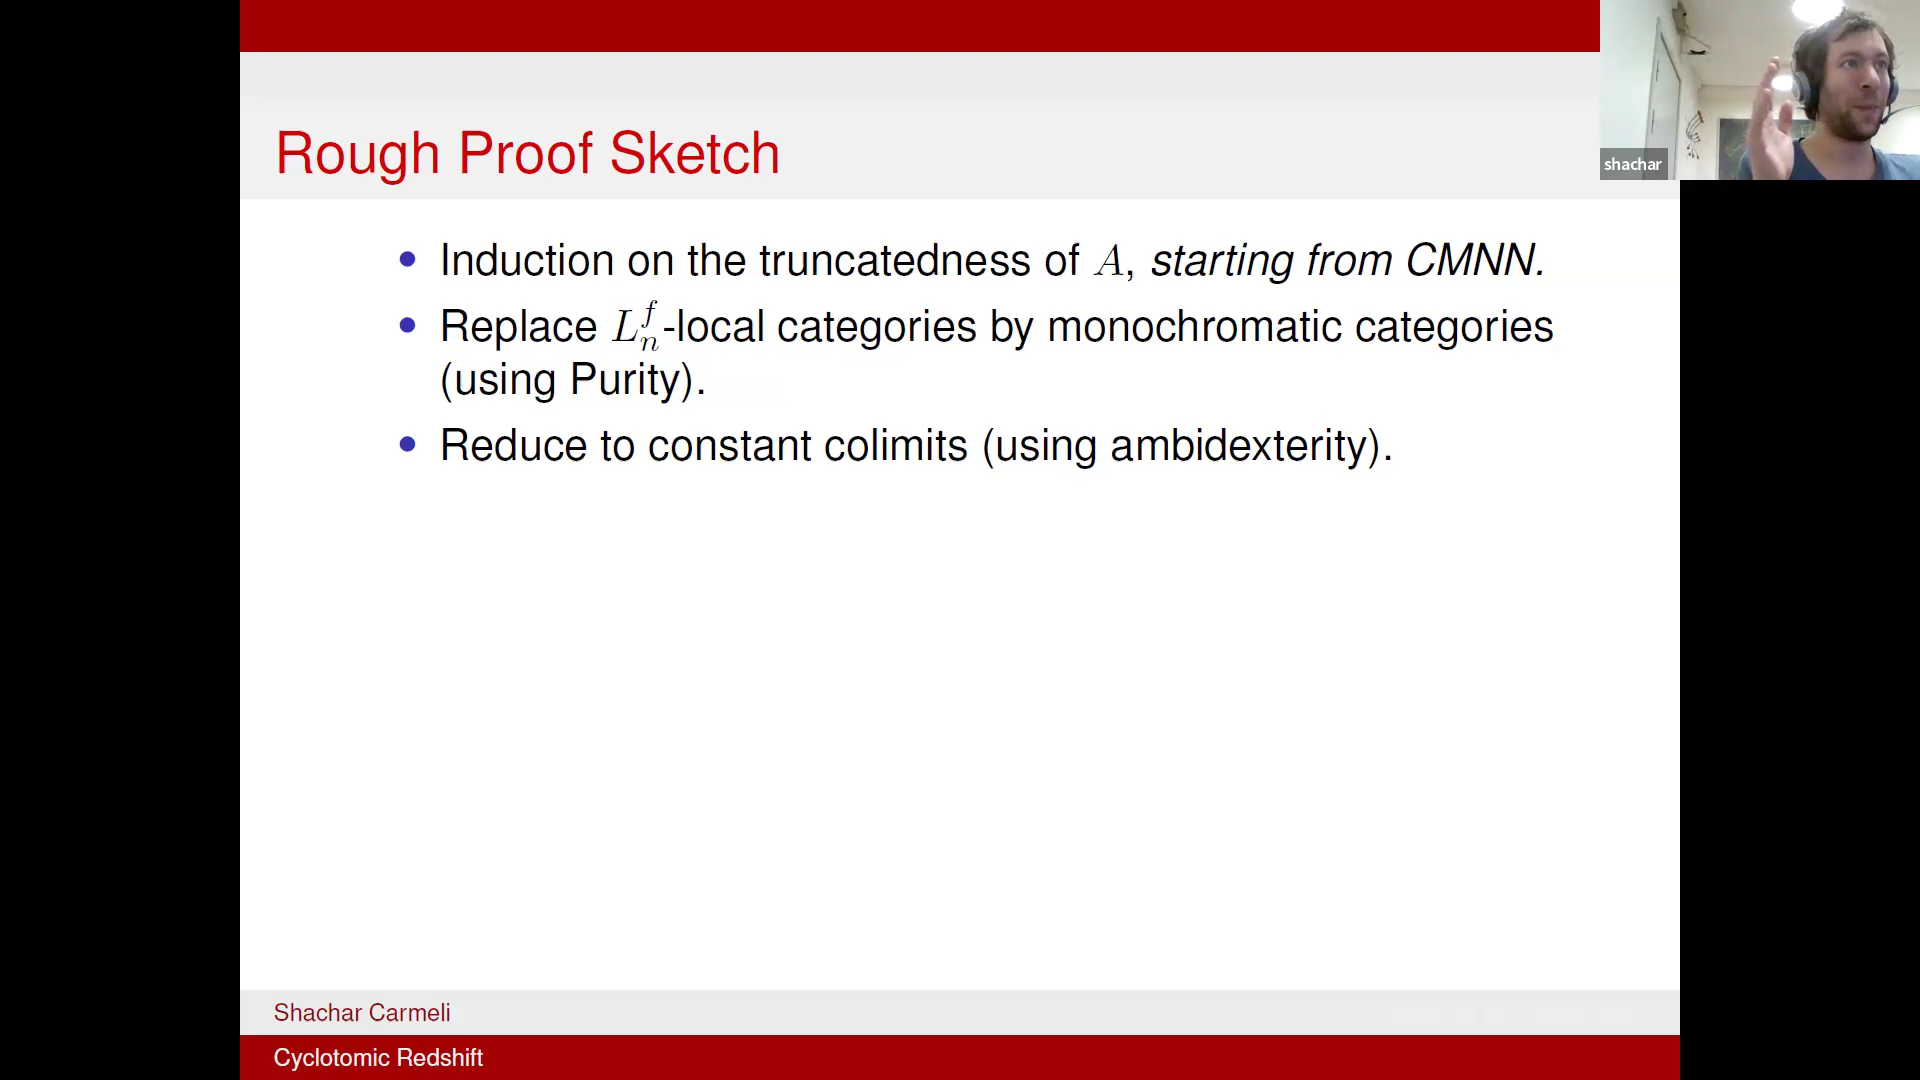 Rough Proof Sketch
shachar
• Induction on the truncatedness of A, starting from CMNN.
• Replace L_n^f-local categories by monochromatic categories
(using Purity).
• Reduce to constant colimits (using ambidexterity).
Shachar Carmeli
Cyclotomic Redshift